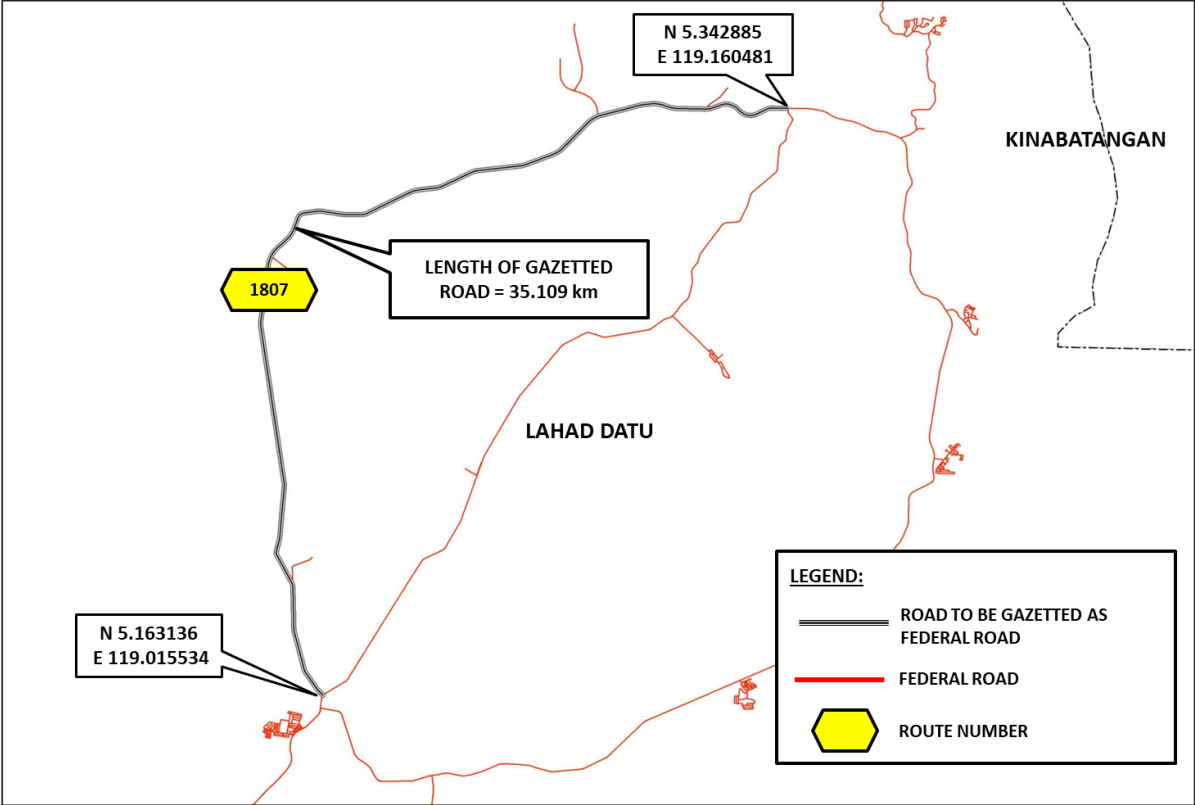 N 5.342885
E 119.160481
KINABATANGAN
LENGTH OF GAZETTED
ROAD = 35.109 km
1807
LAHAD DATU
N 5.163136
E 119.015534
LEGEND:
ROAD TO BE GAZETTED AS
FEDERAL ROAD
FEDERAL ROAD
ROUTE NUMBER